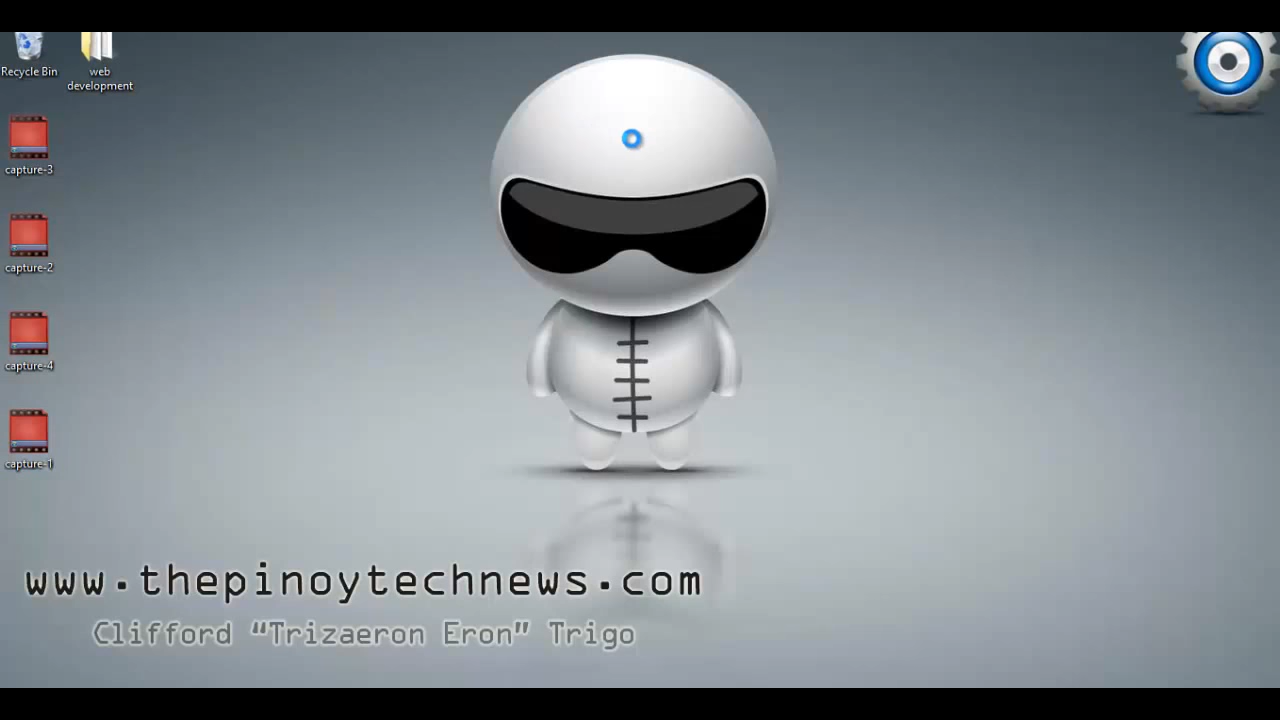 Recycle Bin
web
development
capture-3
capture-2
capture-4
capture-1
www.thepinoytechnews.com
Clifford “Trizaeron Eron” Trigo